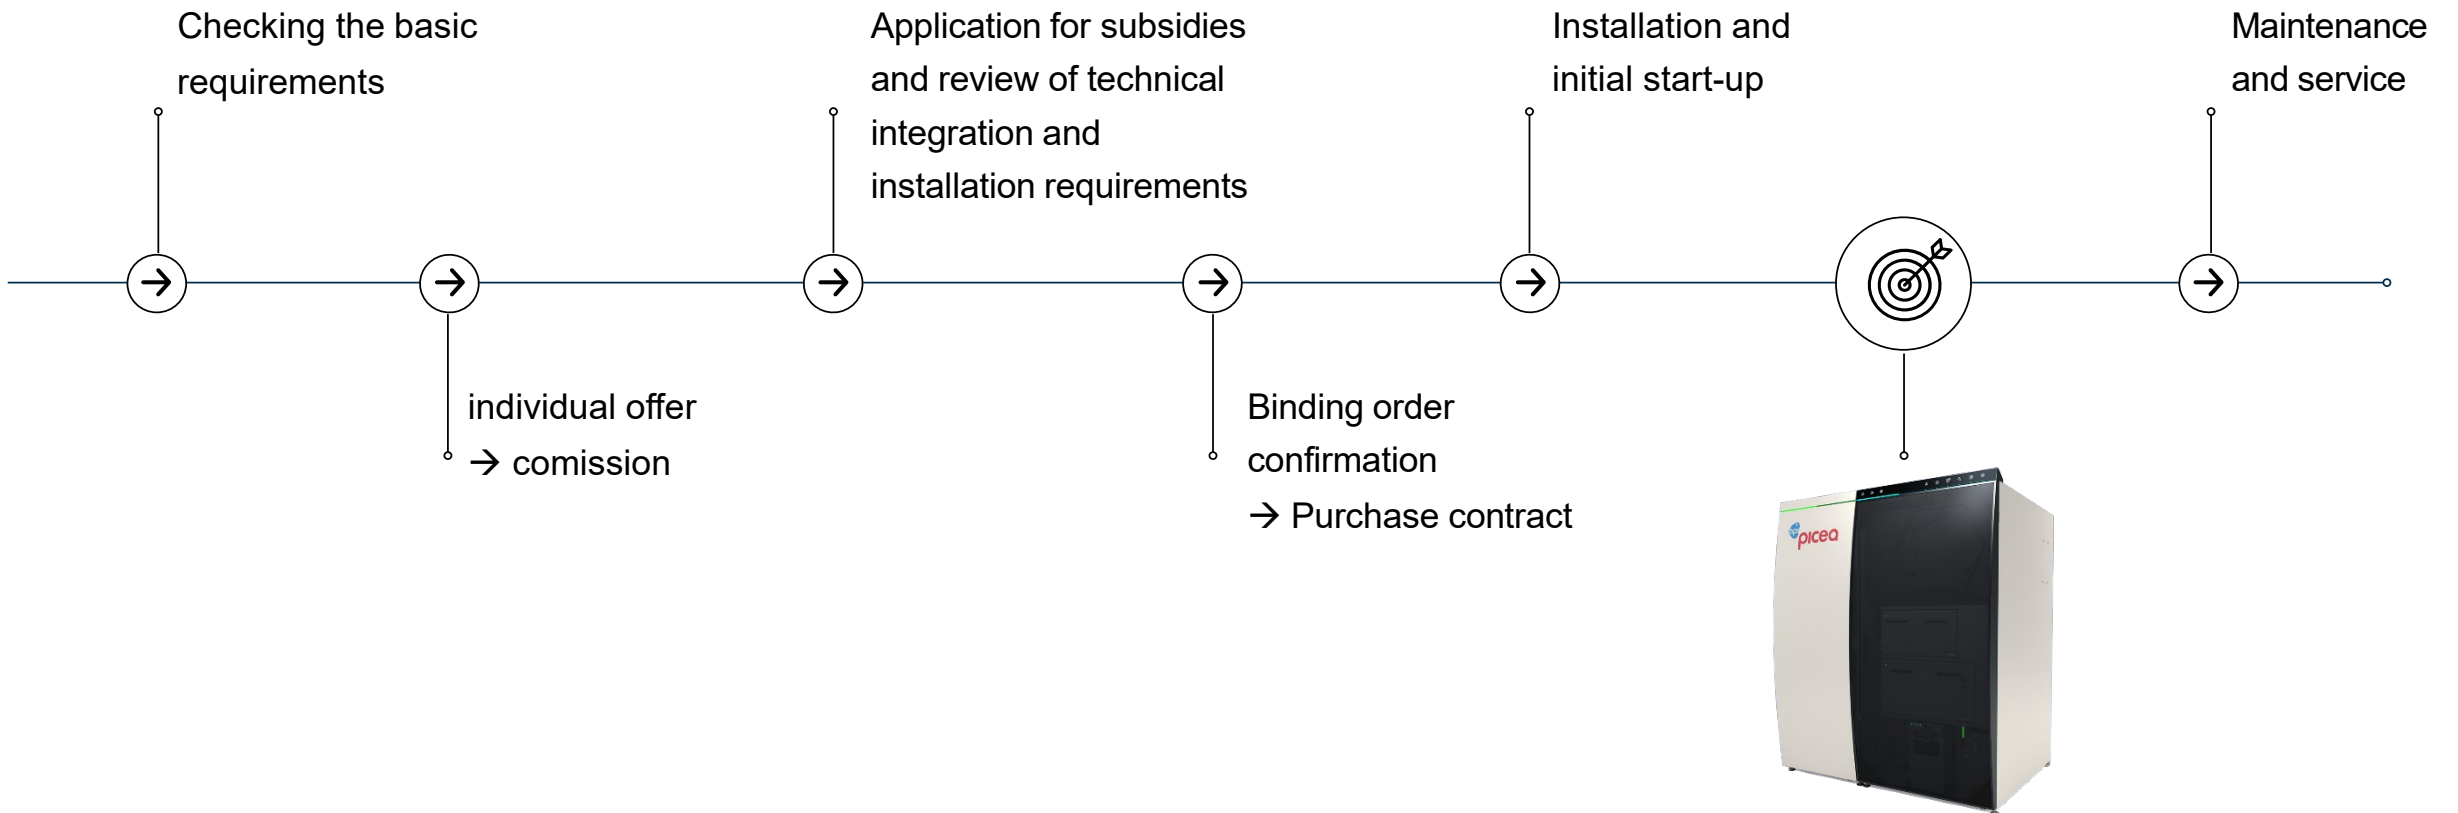 Checking the basic
requirements
individual offer
→ comission
Application for subsidies
and review of technical
integration and
installation requirements
Binding order
confirmation
→ Purchase contract
Installation and
initial start-up
picea
Maintenance
and service